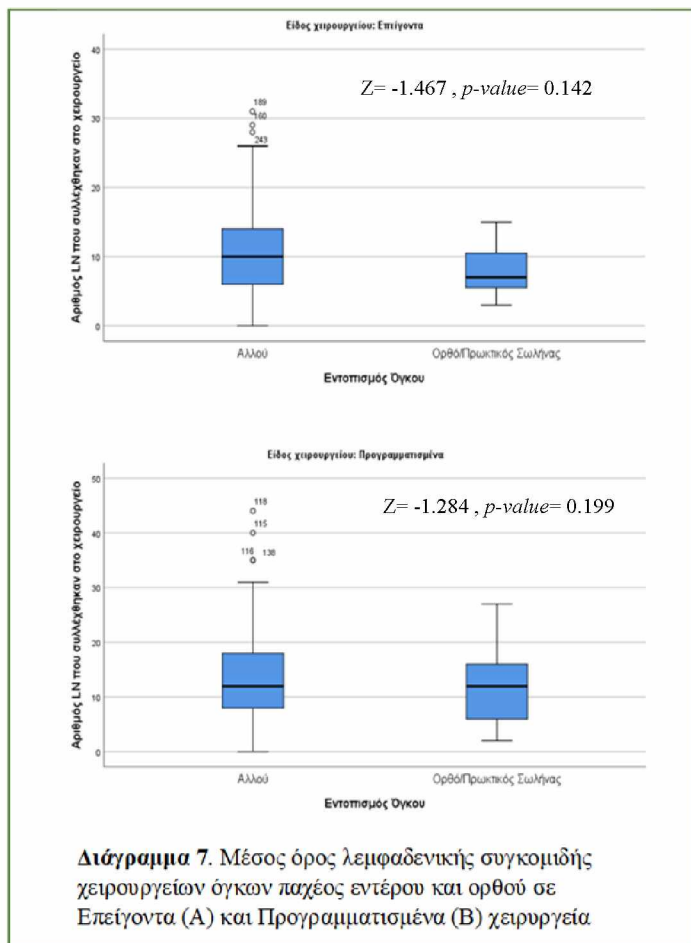 Είδος χειρουργείου: Επείγοντα
Z= -1.467 , p-value= 0.142
Αριθμός LN που συλλέχθηκαν στο χειρουργείο
40
30
20
10
0
189
160
243
Αλλού
Ορθό/Πρωκτικός Σωλήνας
Εντοπισμός Όγκου
Είδος χειρουργείου: Προγραμματισμένα
Z= -1.284 , p-value= 0.199
Αριθμός LN που συλλέχθηκαν στο χειρουργείο
50
40
30
20
10
0
118
115
116 138
Αλλού
Ορθό/Πρωκτικός Σωλήνας
Εντοπισμός Όγκου
Διάγραμμα 7. Μέσος όρος λεμφαδενικής συγκομιδής
χειρουργείων όγκων παχέος εντέρου και ορθού σε
Επείγοντα (Α) και Προγραμματισμένα (Β) χειρυργεία